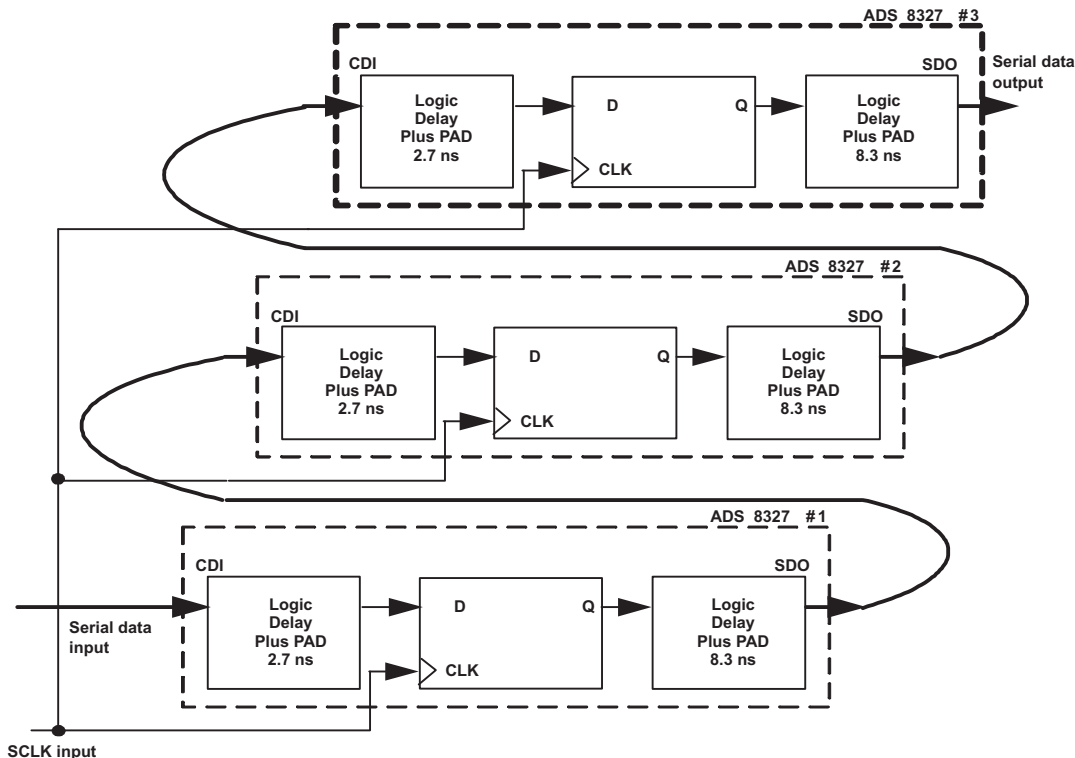 ADS 8327 #3
CDI
SDO
Serial data
output
Logic
Delay
Plus PAD
2.7 ns
D
Q
CLK
Logic
Delay
Plus PAD
8.3 ns
ADS 8327 #2
CDI
SDO
Logic
Delay
Plus PAD
2.7 ns
D
Q
CLK
Logic
Delay
Plus PAD
8.3 ns
ADS 8327 #1
CDI
SDO
Serial data
input
Logic
Delay
Plus PAD
2.7 ns
D
Q
CLK
Logic
Delay
Plus PAD
8.3 ns
SCLK input